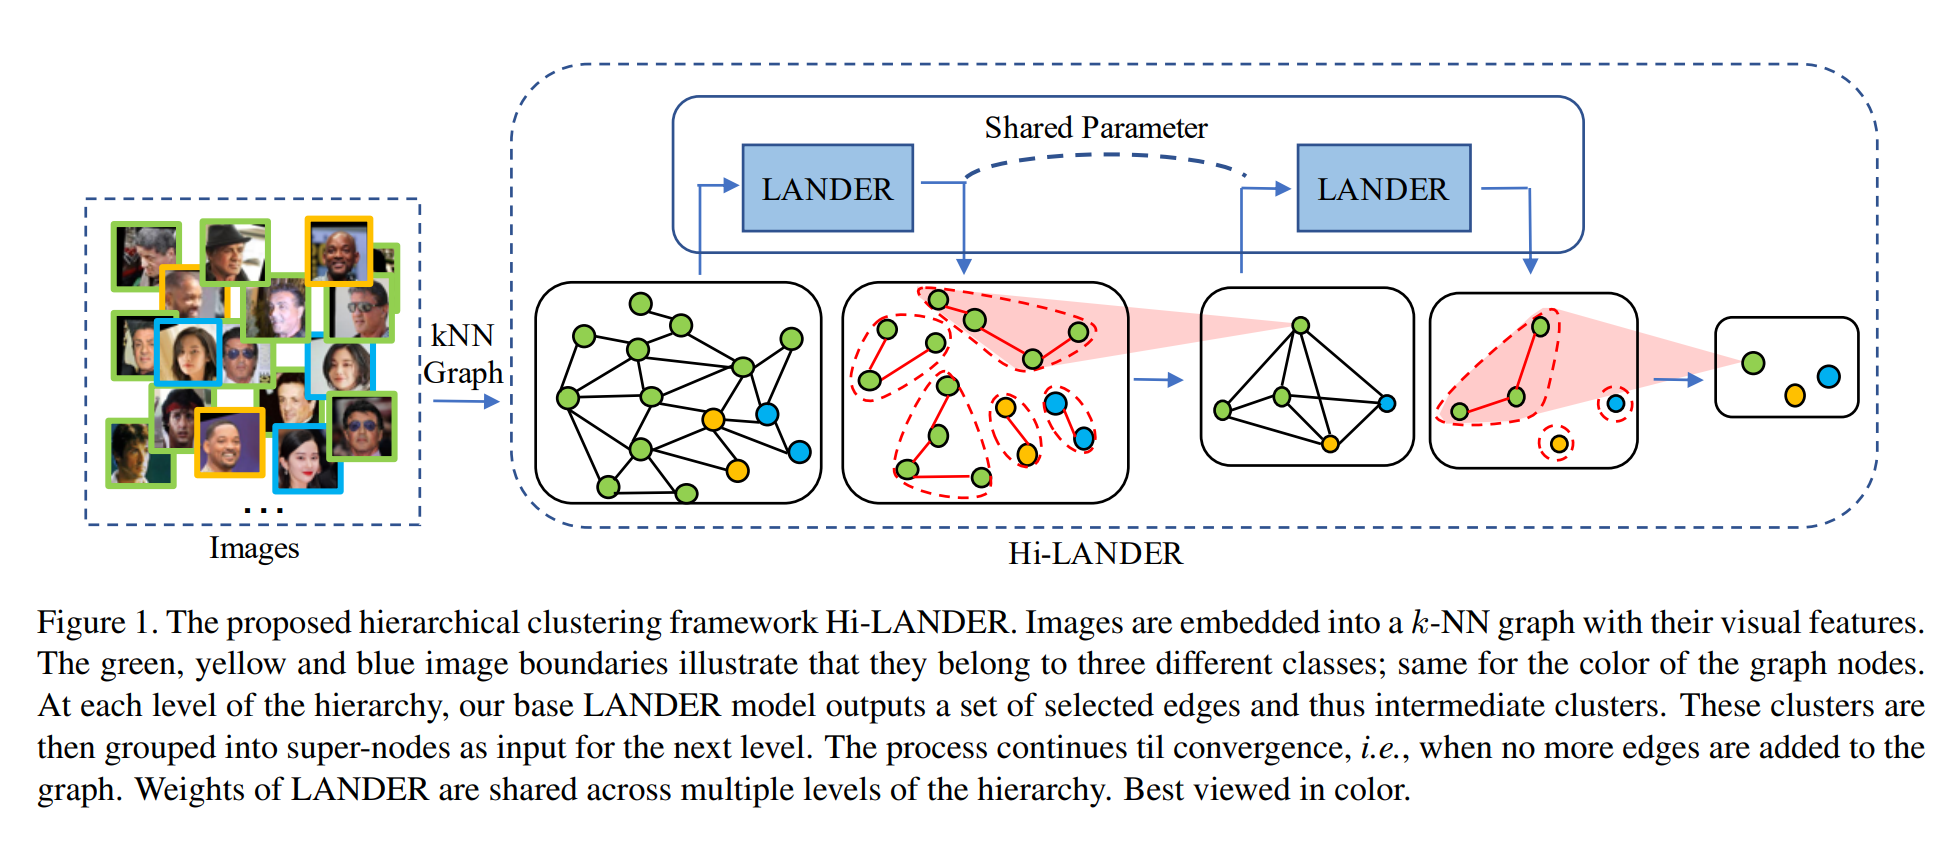 Shared Parameter
LANDER
LANDER
kNN
Graph
...
Images
Hi-LANDER
Figure 1. The proposed hierarchical clustering framework Hi-LANDER. Images are embedded into a k-NN graph with their visual features.
The green, yellow and blue image boundaries illustrate that they belong to three different classes; same for the color of the graph nodes.
At each level of the hierarchy, our base LANDER model outputs a set of selected edges and thus intermediate clusters. These clusters are
then grouped into super-nodes as input for the next level. The process continues til convergence, i.e., when no more edges are added to the
graph. Weights of LANDER are shared across multiple levels of the hierarchy. Best viewed in color.